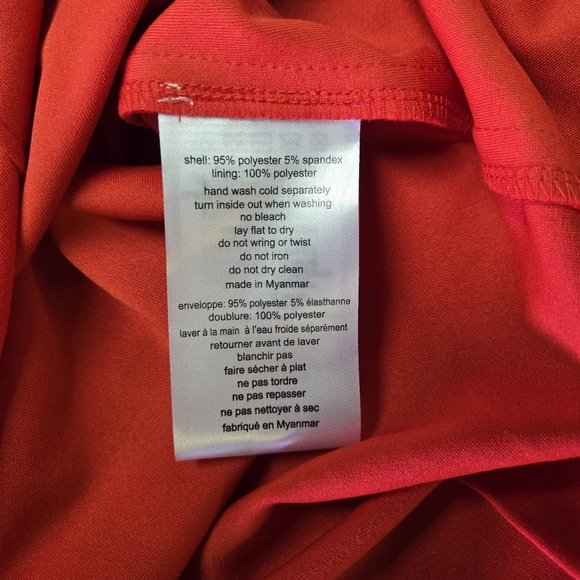 shell: 95% polyester 5% spandex
lining: 100% polyester
hand wash cold separately
turn inside out when washing
no bleach
lay flat to dry
do not wring or twist
do not iron
do not dry clean
made in Myanmar
enveloppe: 95% polyester 5% élasthanne
doublure: 100% polyester
laver à la main à l'eau froide séparément
retourner avant de laver
blanchir pas
faire sécher à plat
ne pas tordre
ne pas repasser
ne pas nettoyer à sec
fabriqué en Myanmar